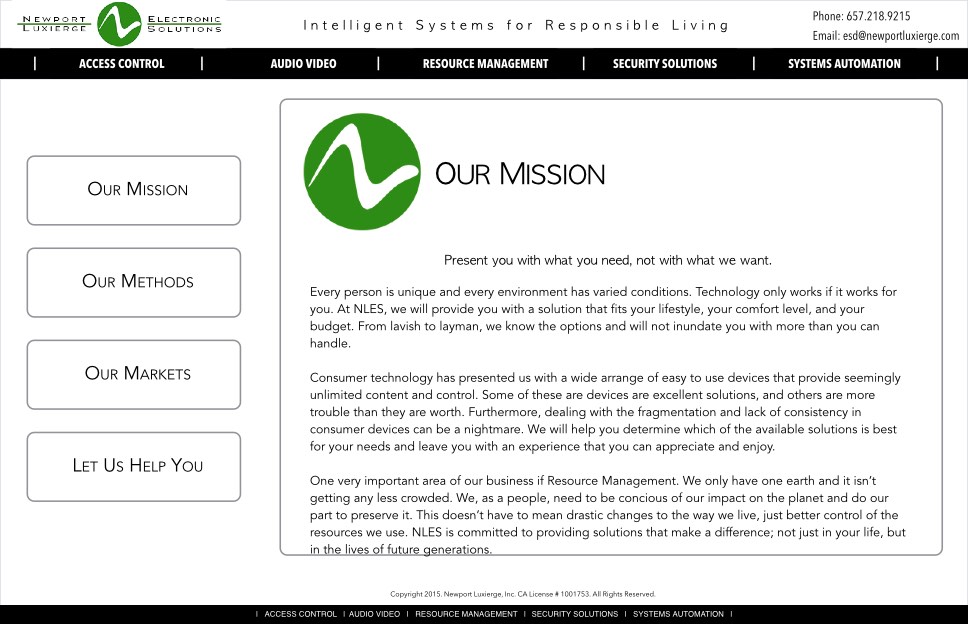 NEWPORT ELECTRONIC
LUXIERGE SOLUTIONS
Intelligent Systems for Responsible Living
Phone: 657.218.9215
Email: esd@newportluxierge.com
| ACCESS CONTROL | AUDIO VIDEO | RESOURCE MANAGEMENT | SECURITY SOLUTIONS | SYSTEMS AUTOMATION |
OUR MISSION
OUR METHODS
OUR MARKETS
LET US HELP YOU
OUR MISSION
Present you with what you need, not with what we want.
Every person is unique and every environment has varied conditions. Technology only works if it works for
you. At NLES, we will provide you with a solution that fits your lifestyle, your comfort level, and your
budget. From lavish to layman, we know the options and will not inundate you with more than you can
handle.
Consumer technology has presented us with a wide arrange of easy to use devices that provide seemingly
unlimited content and control. Some of these are devices are excellent solutions, and others are more
trouble than they are worth. Furthermore, dealing with the fragmentation and lack of consistency in
consumer devices can be a nightmare. We will help you determine which of the available solutions is best
for your needs and leave you with an experience that you can appreciate and enjoy.
One very important area of our business if Resource Management. We only have one earth and it isn't
getting any less crowded. We, as a people, need to be concious of our impact on the planet and do our
part to preserve it. This doesn't have to mean drastic changes to the way we live, just better control of the
resources we use. NLES is committed to providing solutions that make a difference; not just in your life, but
in the lives of future generations.
Copyright 2015. Newport Luxierge, Inc. CA License # 1001753. All Rights Reserved.
| ACCESS CONTROL | AUDIO VIDEO | RESOURCE MANAGEMENT | SECURITY SOLUTIONS | SYSTEMS AUTOMATION |